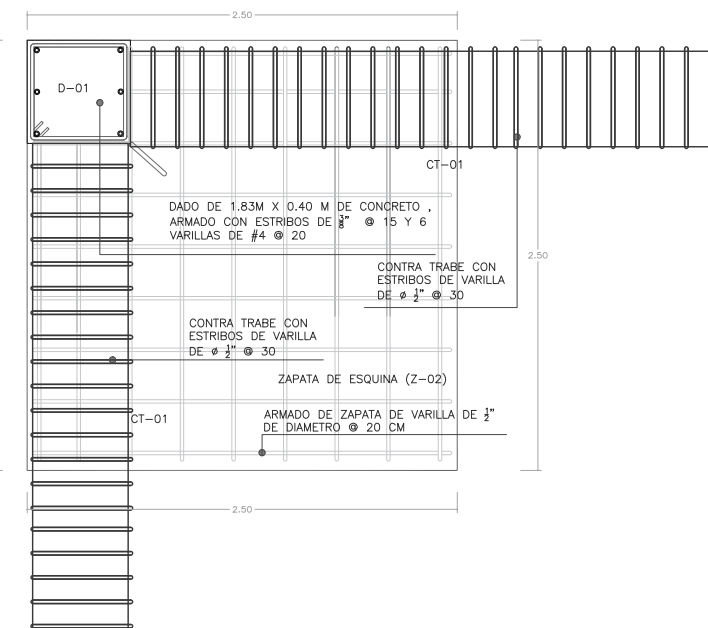 2.50
D-01
CT-01
DADO DE 1.83M X 0.40 M DE CONCRETO ,
ARMADO CON ESTRIBOS DE 3/8" @ 15 Y 6
VARILLAS DE #4 @ 20
2.50
CONTRA TRABE CON
ESTRIBOS DE VARILLA
DE ø 1/2" @ 30
CONTRA TRABE CON
ESTRIBOS DE VARILLA
DE ø 1/2" @ 30
ZAPATA DE ESQUINA (Z-02)
CT-01
ARMADO DE ZAPATA DE VARILLA DE 1/2"
DE DIAMETRO @ 20 CM
2.50